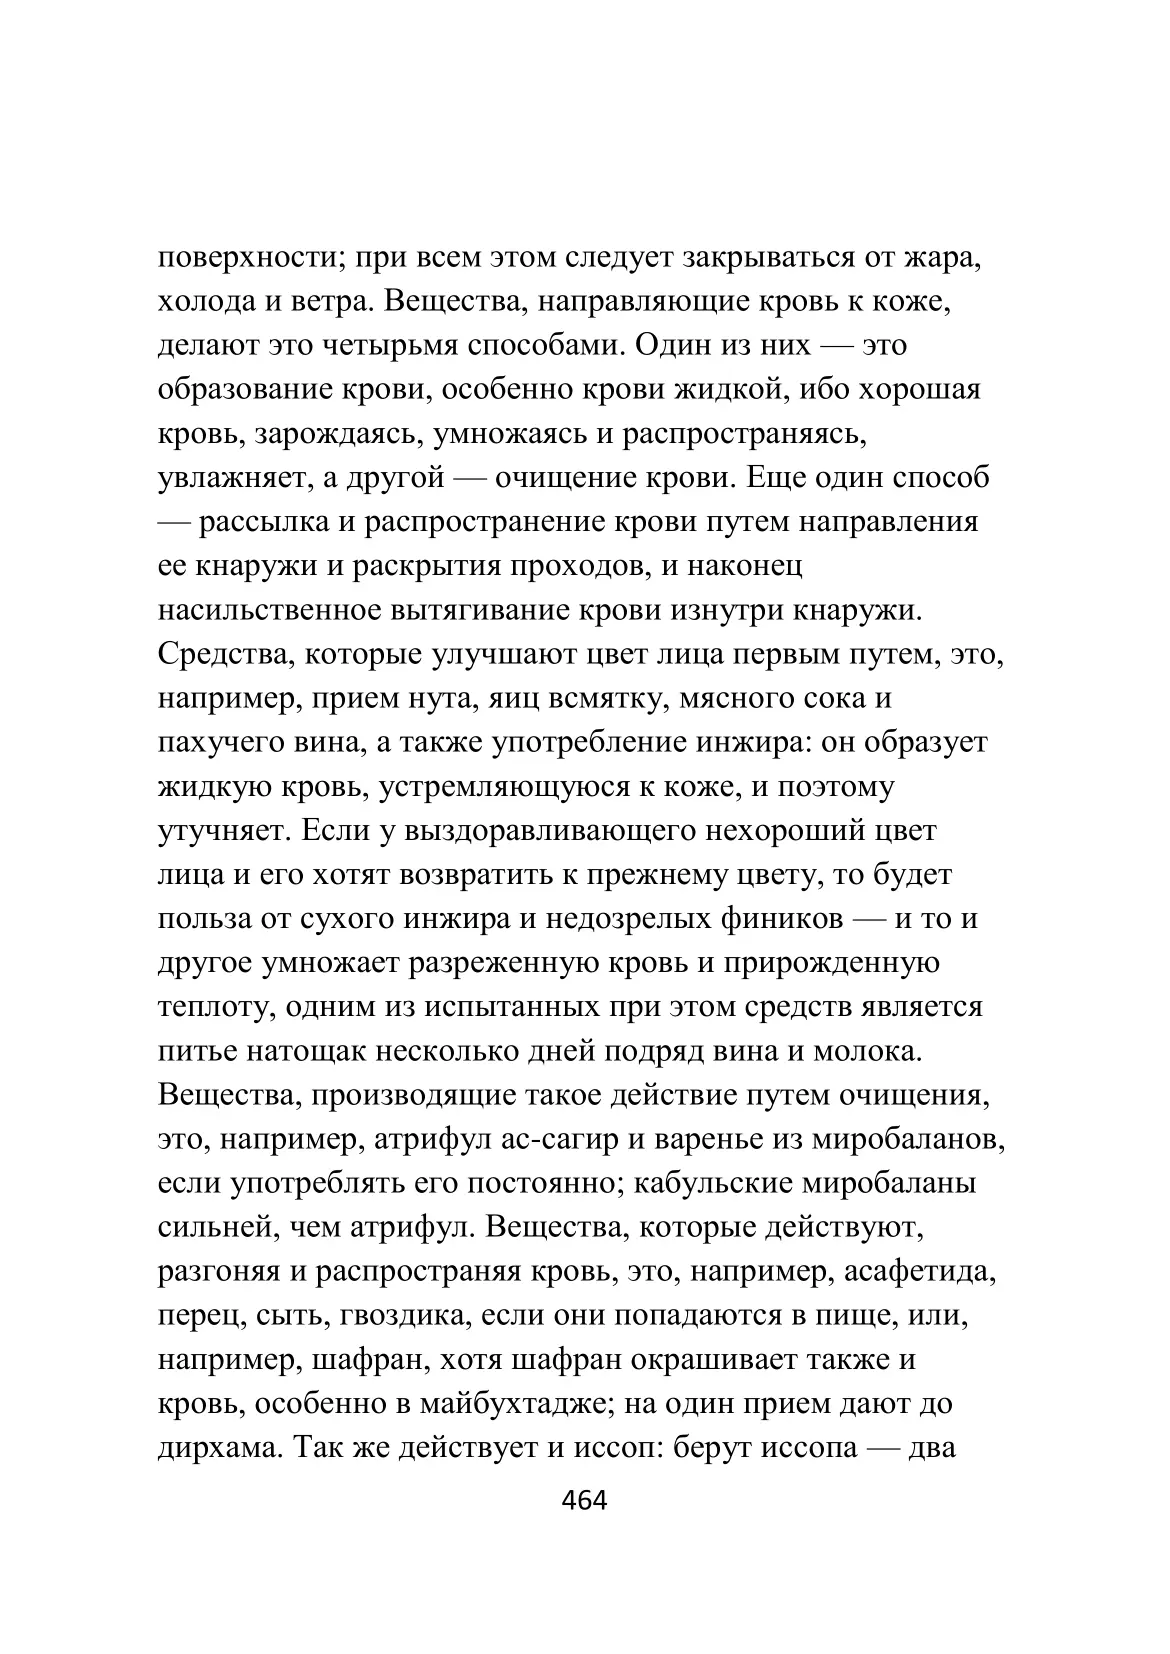 поверхности; при всем этом следует закрываться от жара,
холода и ветра. Вещества, направляющие кровь к коже,
делают это четырьмя способами. Один из них — это
образование крови, особенно крови жидкой, ибо хорошая
кровь, зарождаясь, умножаясь и распространяясь,
увлажняет, а другой — очищение крови. Еще один способ
— рассылка и распространение крови путем направления
ее кнаружи и раскрытия проходов, и наконец
насильственное вытягивание крови изнутри кнаружи.
Средства, которые улучшают цвет лица первым путем, это,
например, прием нута, яиц всмятку, мясного сока и
пахучего вина, а также употребление инжира: он образует
жидкую кровь, устремляющуюся к коже, и поэтому
утучняет. Если у выздоравливающего нехороший цвет
лица и его хотят возвратить к прежнему цвету, то будет
польза от сухого инжира и недозрелых фиников — и то и
другое умножает разреженную кровь и прирожденную
теплоту, одним из испытанных при этом средств является
питье натощак несколько дней подряд вина и молока.
Вещества, производящие такое действие путем очищения,
это, например, атрифул ас-сагир и варенье из миробаланов,
если употреблять его постоянно; кабульские миробаланы
сильней, чем атрифул. Вещества, которые действуют,
разгоняя и распространяя кровь, это, например, асафетида,
перец, сыть, гвоздика, если они попадаются в пище, или,
например, шафран, хотя шафран окрашивает также и
кровь, особенно в майбухтадже; на один прием дают до
дирхама. Так же действует и иссоп: берут иссопа — два
464